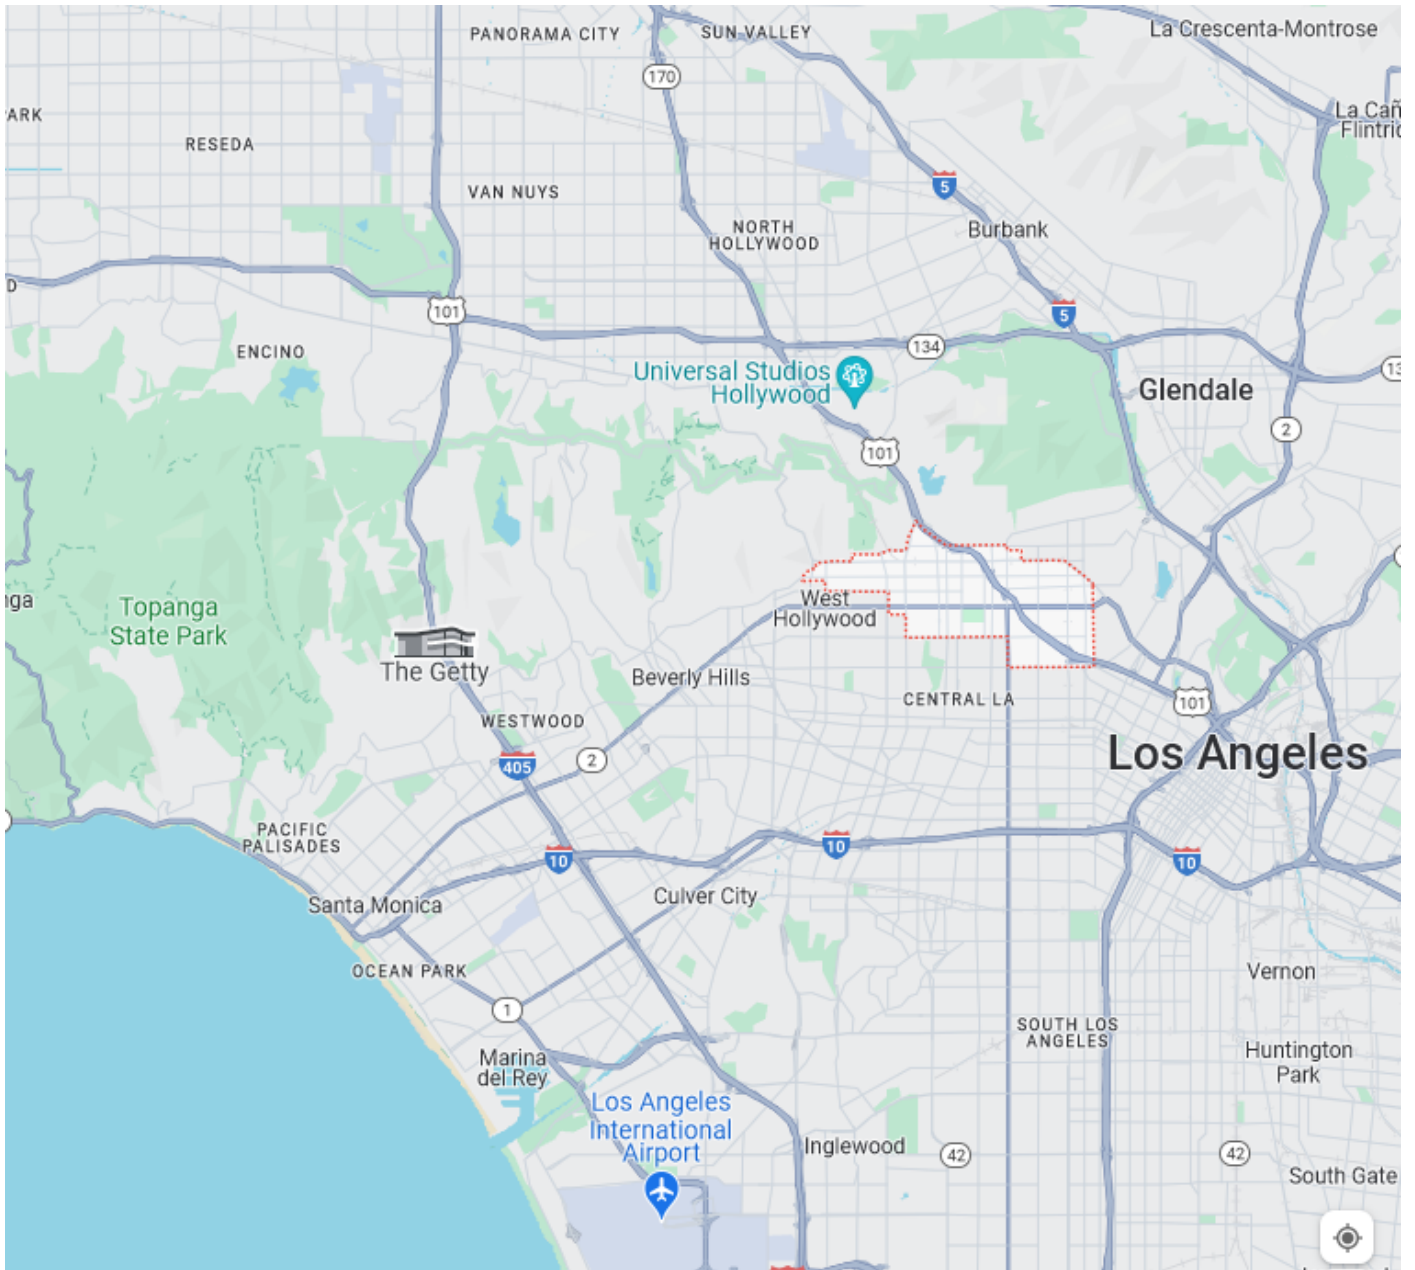 PANORAMA CITY
SUN VALLEY
La Crescenta-Montrose
170
ARK
RESEDA
La Cañ
Flintric
5
VAN NUYS
NORTH
HOLLYWOOD
Burbank
D
101
5
ENCINO
134
13
Universal Studios
Hollywood
Glendale
2
101
nga
Topanga
State Park
West
Hollywood
The Getty
Beverly Hills
CENTRAL LA
101
WESTWOOD
405
2
Los Angeles
PACIFIC
PALISADES
10
10
10
Santa Monica
Culver City
OCEAN PARK
Vernon
1
SOUTH LOS
ANGELES
Marina
del Rey
Huntington
Park
Los Angeles
International
Airport
Inglewood
42
42
South Gate